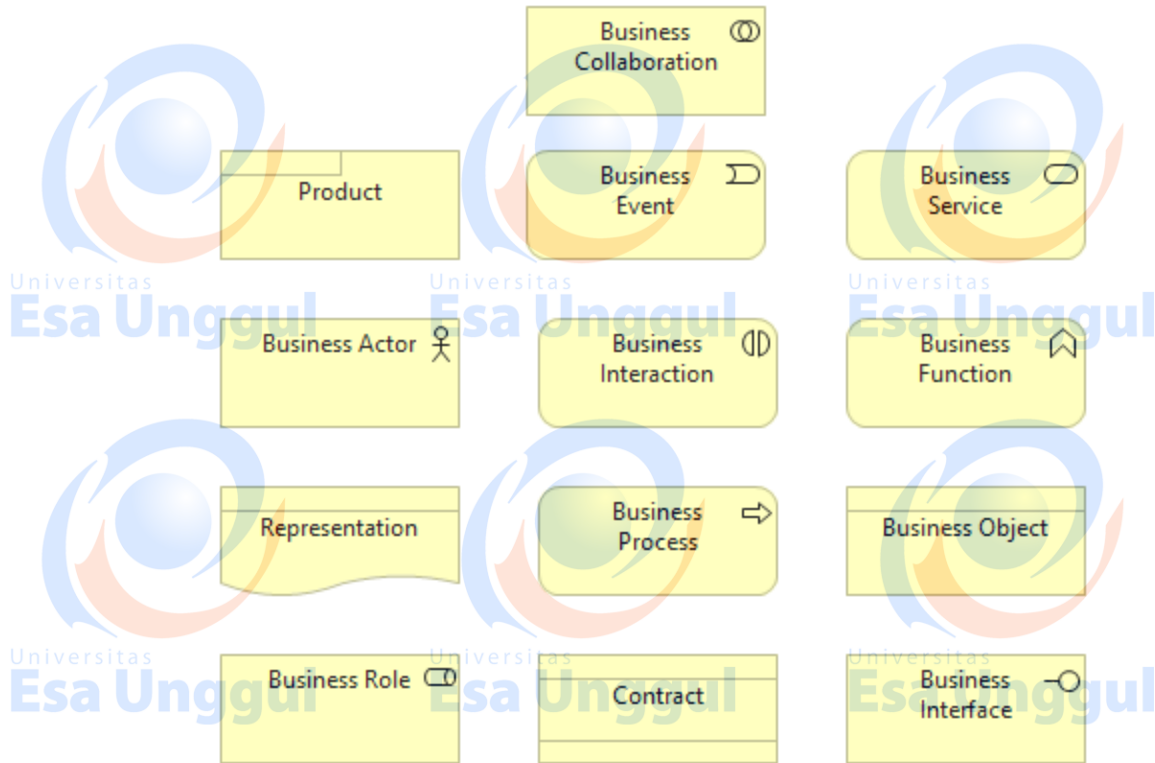 Business
Collaboration
Product
Business
Event
Business
Service
Universitas
Esa Unggul
Universitas
Esa Unggul
Universitas
Esa Unggul
Business Actor
Business
Interaction
Business
Function
Representation
Business
Process
Business Object
Universitas
Esa Unggul
Universitas
Esa Unggul
Universitas
Esa Unggul
Business Role
Contract
Business
Interface